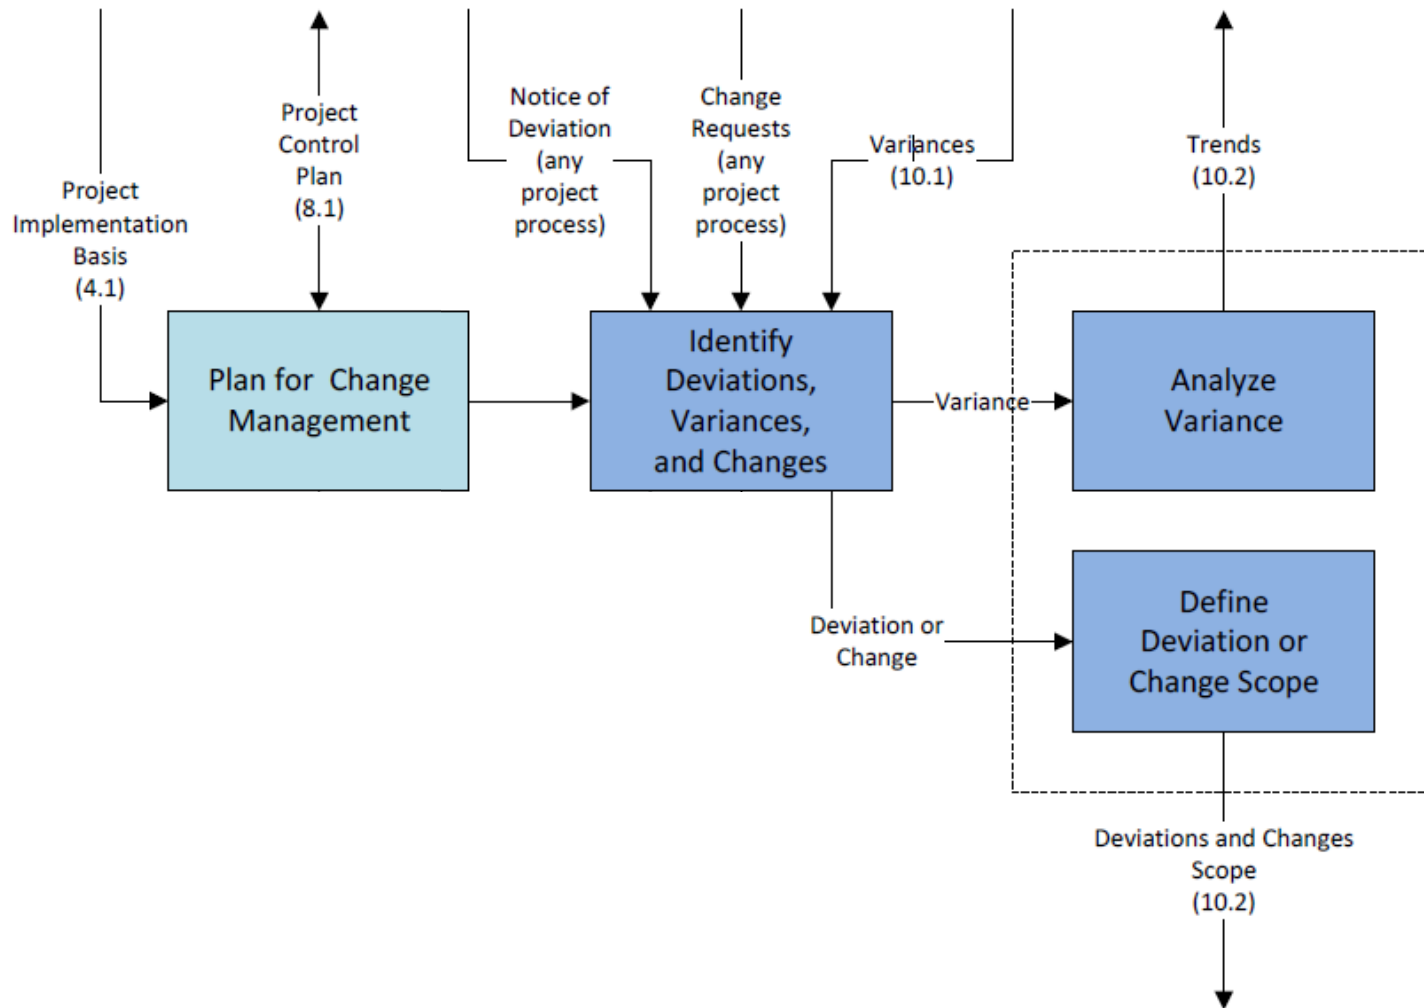 Project
Implementation
Basis
(4.1)
Project
Control
Plan
(8.1)
Notice of
Deviation
(any
project
process)
Change
Requests
(any
project
process)
Variances
(10.1)
Trends
(10.2)
Plan for Change
Management
Identify
Deviations,
Variances,
and Changes
Variance
Analyze
Variance
Deviation or
Change
Define
Deviation or
Change Scope
Deviations and Changes
Scope
(10.2)